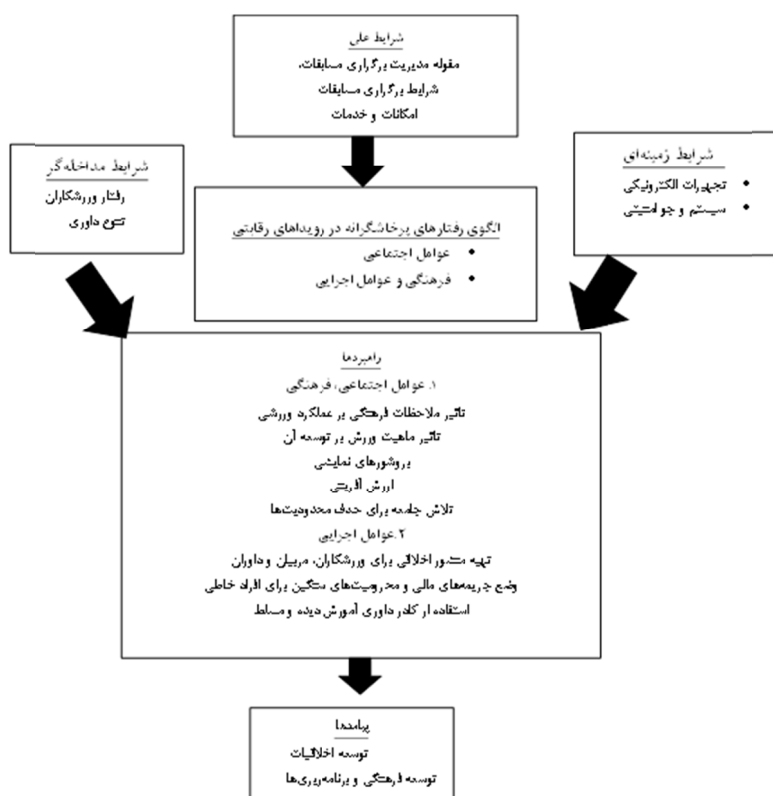 شرایط علی
مقوله مدیریت برگزاری مسابقات،
شرایط برگزاری مسابقات
امکانات و خدمات
شرایط زمینه‌ای
• تجهیزات الکترونیکی
• سیستم و جو امنیتی
شرایط مداخله‌گر
رفتار ورزشکاران
تنوع داوری
الگوی رفتارهای پرخاشگرانه در رویداهای رقابتی
• عوامل اجتماعی
• فرهنگی و عوامل اجرایی
راهبردها
۱. عوامل اجتماعی، فرهنگی
تاثیر ملاحظات فرهنگی بر عملکرد ورزشی
تاثیر ماهیت ورزش بر توسعه آن
بروشورهای نمایشی
ارزش آفرینی
تلاش جامعه برای حذف محدودیت‌ها
۲.عوامل اجرایی
تهیه منشور اخلاقی برای ورزشکاران، مربیان و داوران
وضع جریمه‌های مالی و محرومیت‌های سنگین برای افراد خاطی
استفاده از کادر داوری آموزش دیده و مسلط
پیامدها
توسعه اخلاقیات
توسعه فرهنگی و برنامه‌ریزی‌ها